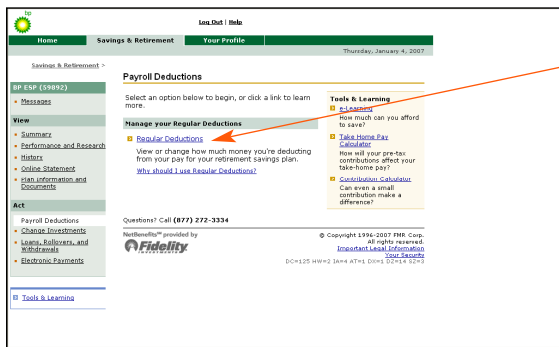 bp
Log Out | Help
Home Savings & Retirement Your Profile
Thursday, January 4, 2007
Savings & Retirement >
BP ESP (59892)
Messages
View
Summary
Performance and Research
History
Online Statement
Plan Information and
Documents
Act
Payroll Deductions
Change Investments
Loans, Rollovers, and
Withdrawals
Electronic Payments
Tools & Learning
Payroll Deductions
Select an option below to begin, or click a link to learn
more.
Manage your Regular Deductions
Regular Deductions
View or change how much money you're deducting
from your pay for your retirement savings plan.
Why should I use Regular Deductions?
Tools & Learning
e-Learning
How much can you afford
to save?
Take Home Pay
Calculator
How will your pre-tax
contributions affect your
take-home pay?
Contribution Calculator
Can even a small
contribution make a
difference?
Questions? Call (877) 272-3334
NetBenefits℠ provided by
Fidelity
INVESTMENTS
© Copyright 1996-2007 FMR Corp.
All rights reserved.
Important Legal Information
Your Security
DC=125 HW=2 IA=4 AT=1 DX=1 DZ=14 SZ=3